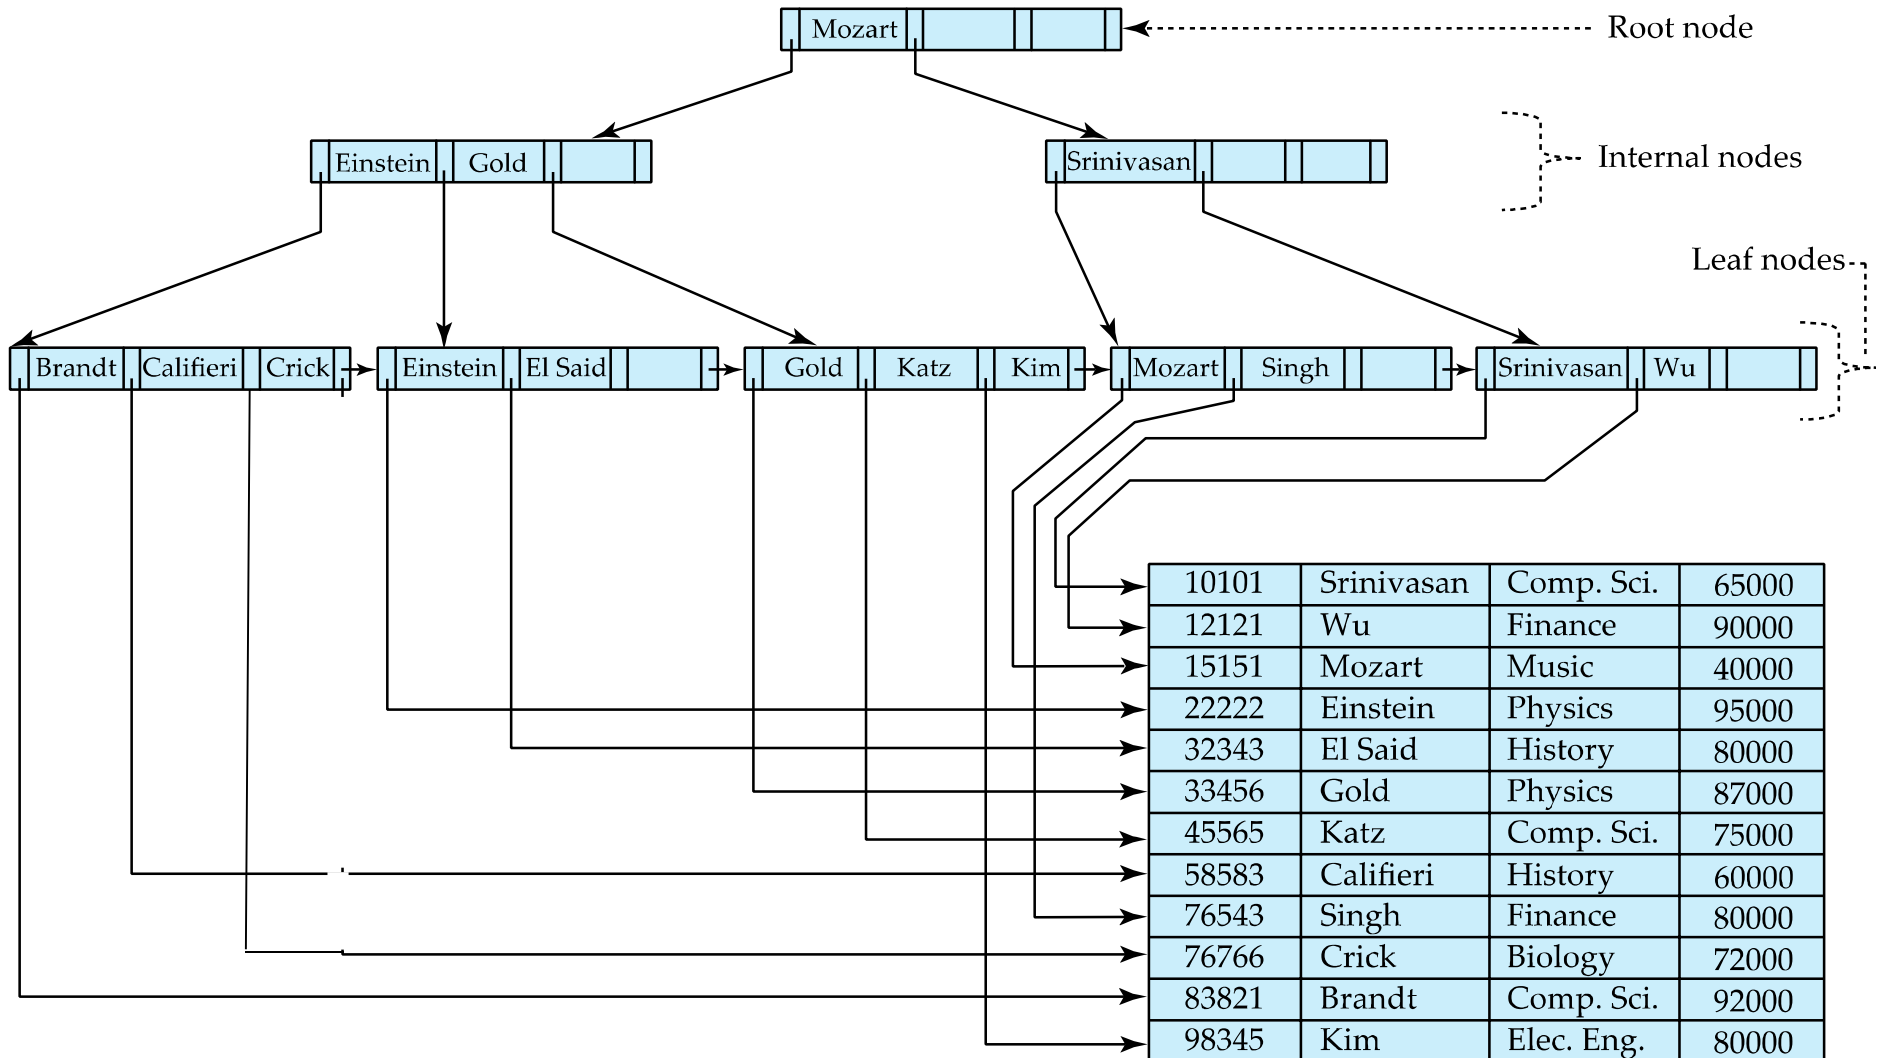 Mozart
Root node
Einstein Gold
Srinivasan
Internal nodes
Leaf nodes
Brandt Califieri Crick
Einstein El Said
Gold Katz Kim
Mozart Singh
Srinivasan Wu
10101 Srinivasan Comp. Sci. 65000
12121 Wu Finance 90000
15151 Mozart Music 40000
22222 Einstein Physics 95000
32343 El Said History 80000
33456 Gold Physics 87000
45565 Katz Comp. Sci. 75000
58583 Califieri History 60000
76543 Singh Finance 80000
76766 Crick Biology 72000
83821 Brandt Comp. Sci. 92000
98345 Kim Elec. Eng. 80000